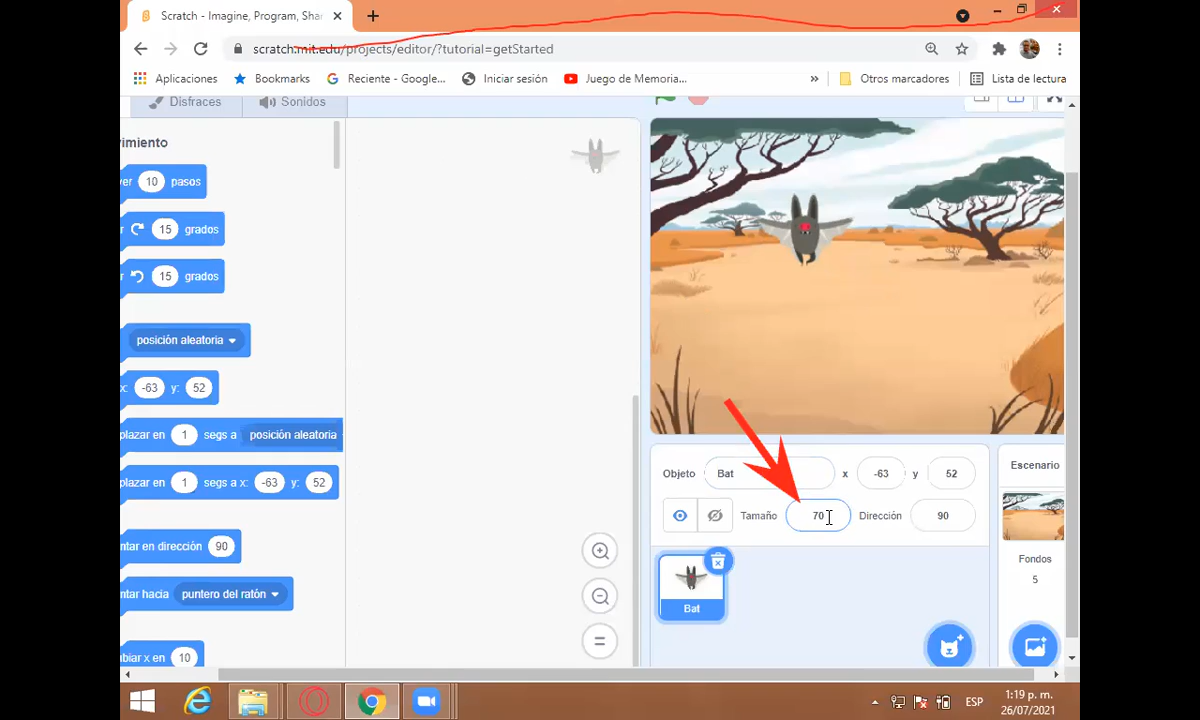 Scratch - Imagine, Program, Shar
scratch.mit.edu/projects/editor/?tutorial=getStarted
Aplicaciones Bookmarks Reciente - Google... Iniciar sesión Juego de Memoria... » Otros marcadores Lista de lectura
Disfraces Sonidos
vimiento
ver 10 pasos
r 15 grados
r 15 grados
posición aleatoria
x: -63 y: 52
plazar en 1 segs a posición aleatoria
plazar en 1 segs a x: -63 y: 52
ntar en dirección 90
ntar hacia puntero del ratón
nbiar x en 10
Objeto Bat x -63 y 52
Tamaño 70 Dirección 90
Bat
Escenario
Fondos
5
ESP
1:19 p. m.
26/07/2021